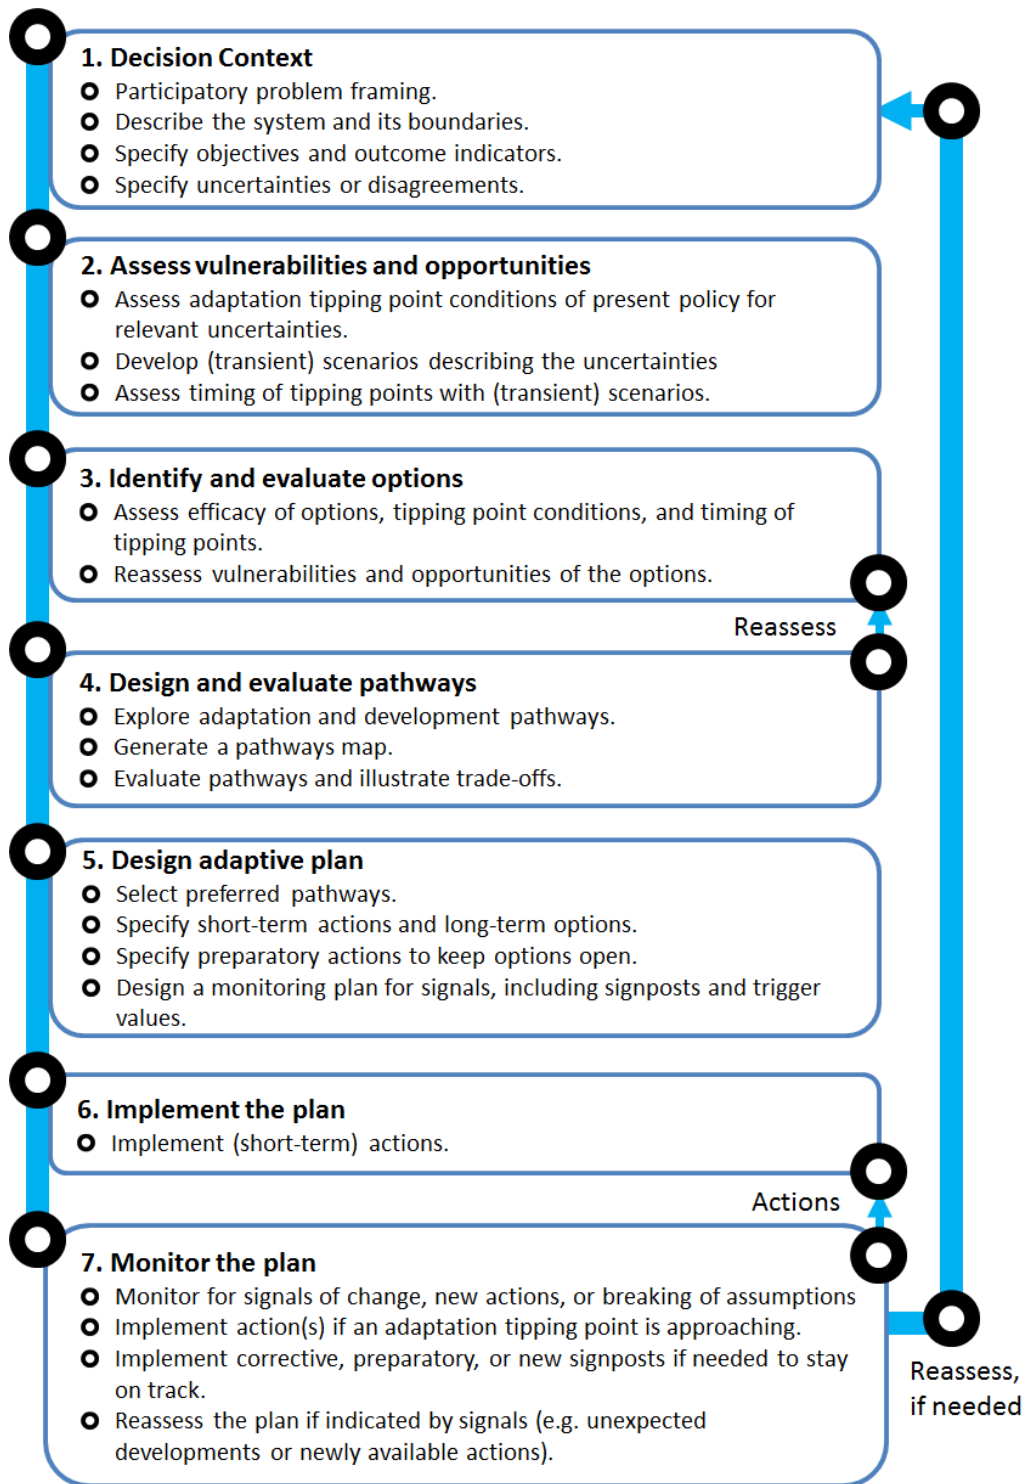 1. Decision Context
Participatory problem framing.
Describe the system and its boundaries.
Specify objectives and outcome indicators.
Specify uncertainties or disagreements.
2. Assess vulnerabilities and opportunities
Assess adaptation tipping point conditions of present policy for
relevant uncertainties.
Develop (transient) scenarios describing the uncertainties
Assess timing of tipping points with (transient) scenarios.
3. Identify and evaluate options
Assess efficacy of options, tipping point conditions, and timing of
tipping points.
Reassess vulnerabilities and opportunities of the options.
Reassess
4. Design and evaluate pathways
Explore adaptation and development pathways.
Generate a pathways map.
Evaluate pathways and illustrate trade-offs.
5. Design adaptive plan
Select preferred pathways.
Specify short-term actions and long-term options.
Specify preparatory actions to keep options open.
Design a monitoring plan for signals, including signposts and trigger
values.
6. Implement the plan
Implement (short-term) actions.
Actions
7. Monitor the plan
Monitor for signals of change, new actions, or breaking of assumptions
Implement action(s) if an adaptation tipping point is approaching.
Implement corrective, preparatory, or new signposts if needed to stay
on track.
Reassess the plan if indicated by signals (e.g. unexpected
developments or newly available actions).
Reassess,
if needed